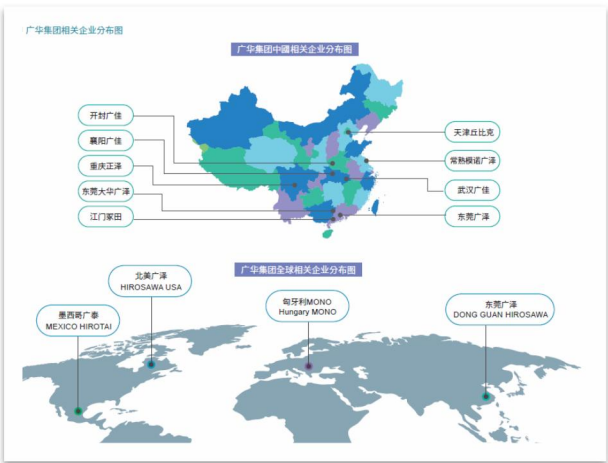 广华集团相关企业分布图
广华集团中疆相关企业分布图
开封广佳
襄阳广佳
重庆正泽
东莞大华广泽
江门冢田
天津丘比克
常熟模诺广泽
武汉广佳
东莞广泽
广华集团全球相关企业分布图
北美广泽
HIROSAWA USA
墨西哥广泰
MEXICO HIROTAI
匈牙利MONO
Hungary MONO
东莞广泽
DONG GUAN HIROSAWA